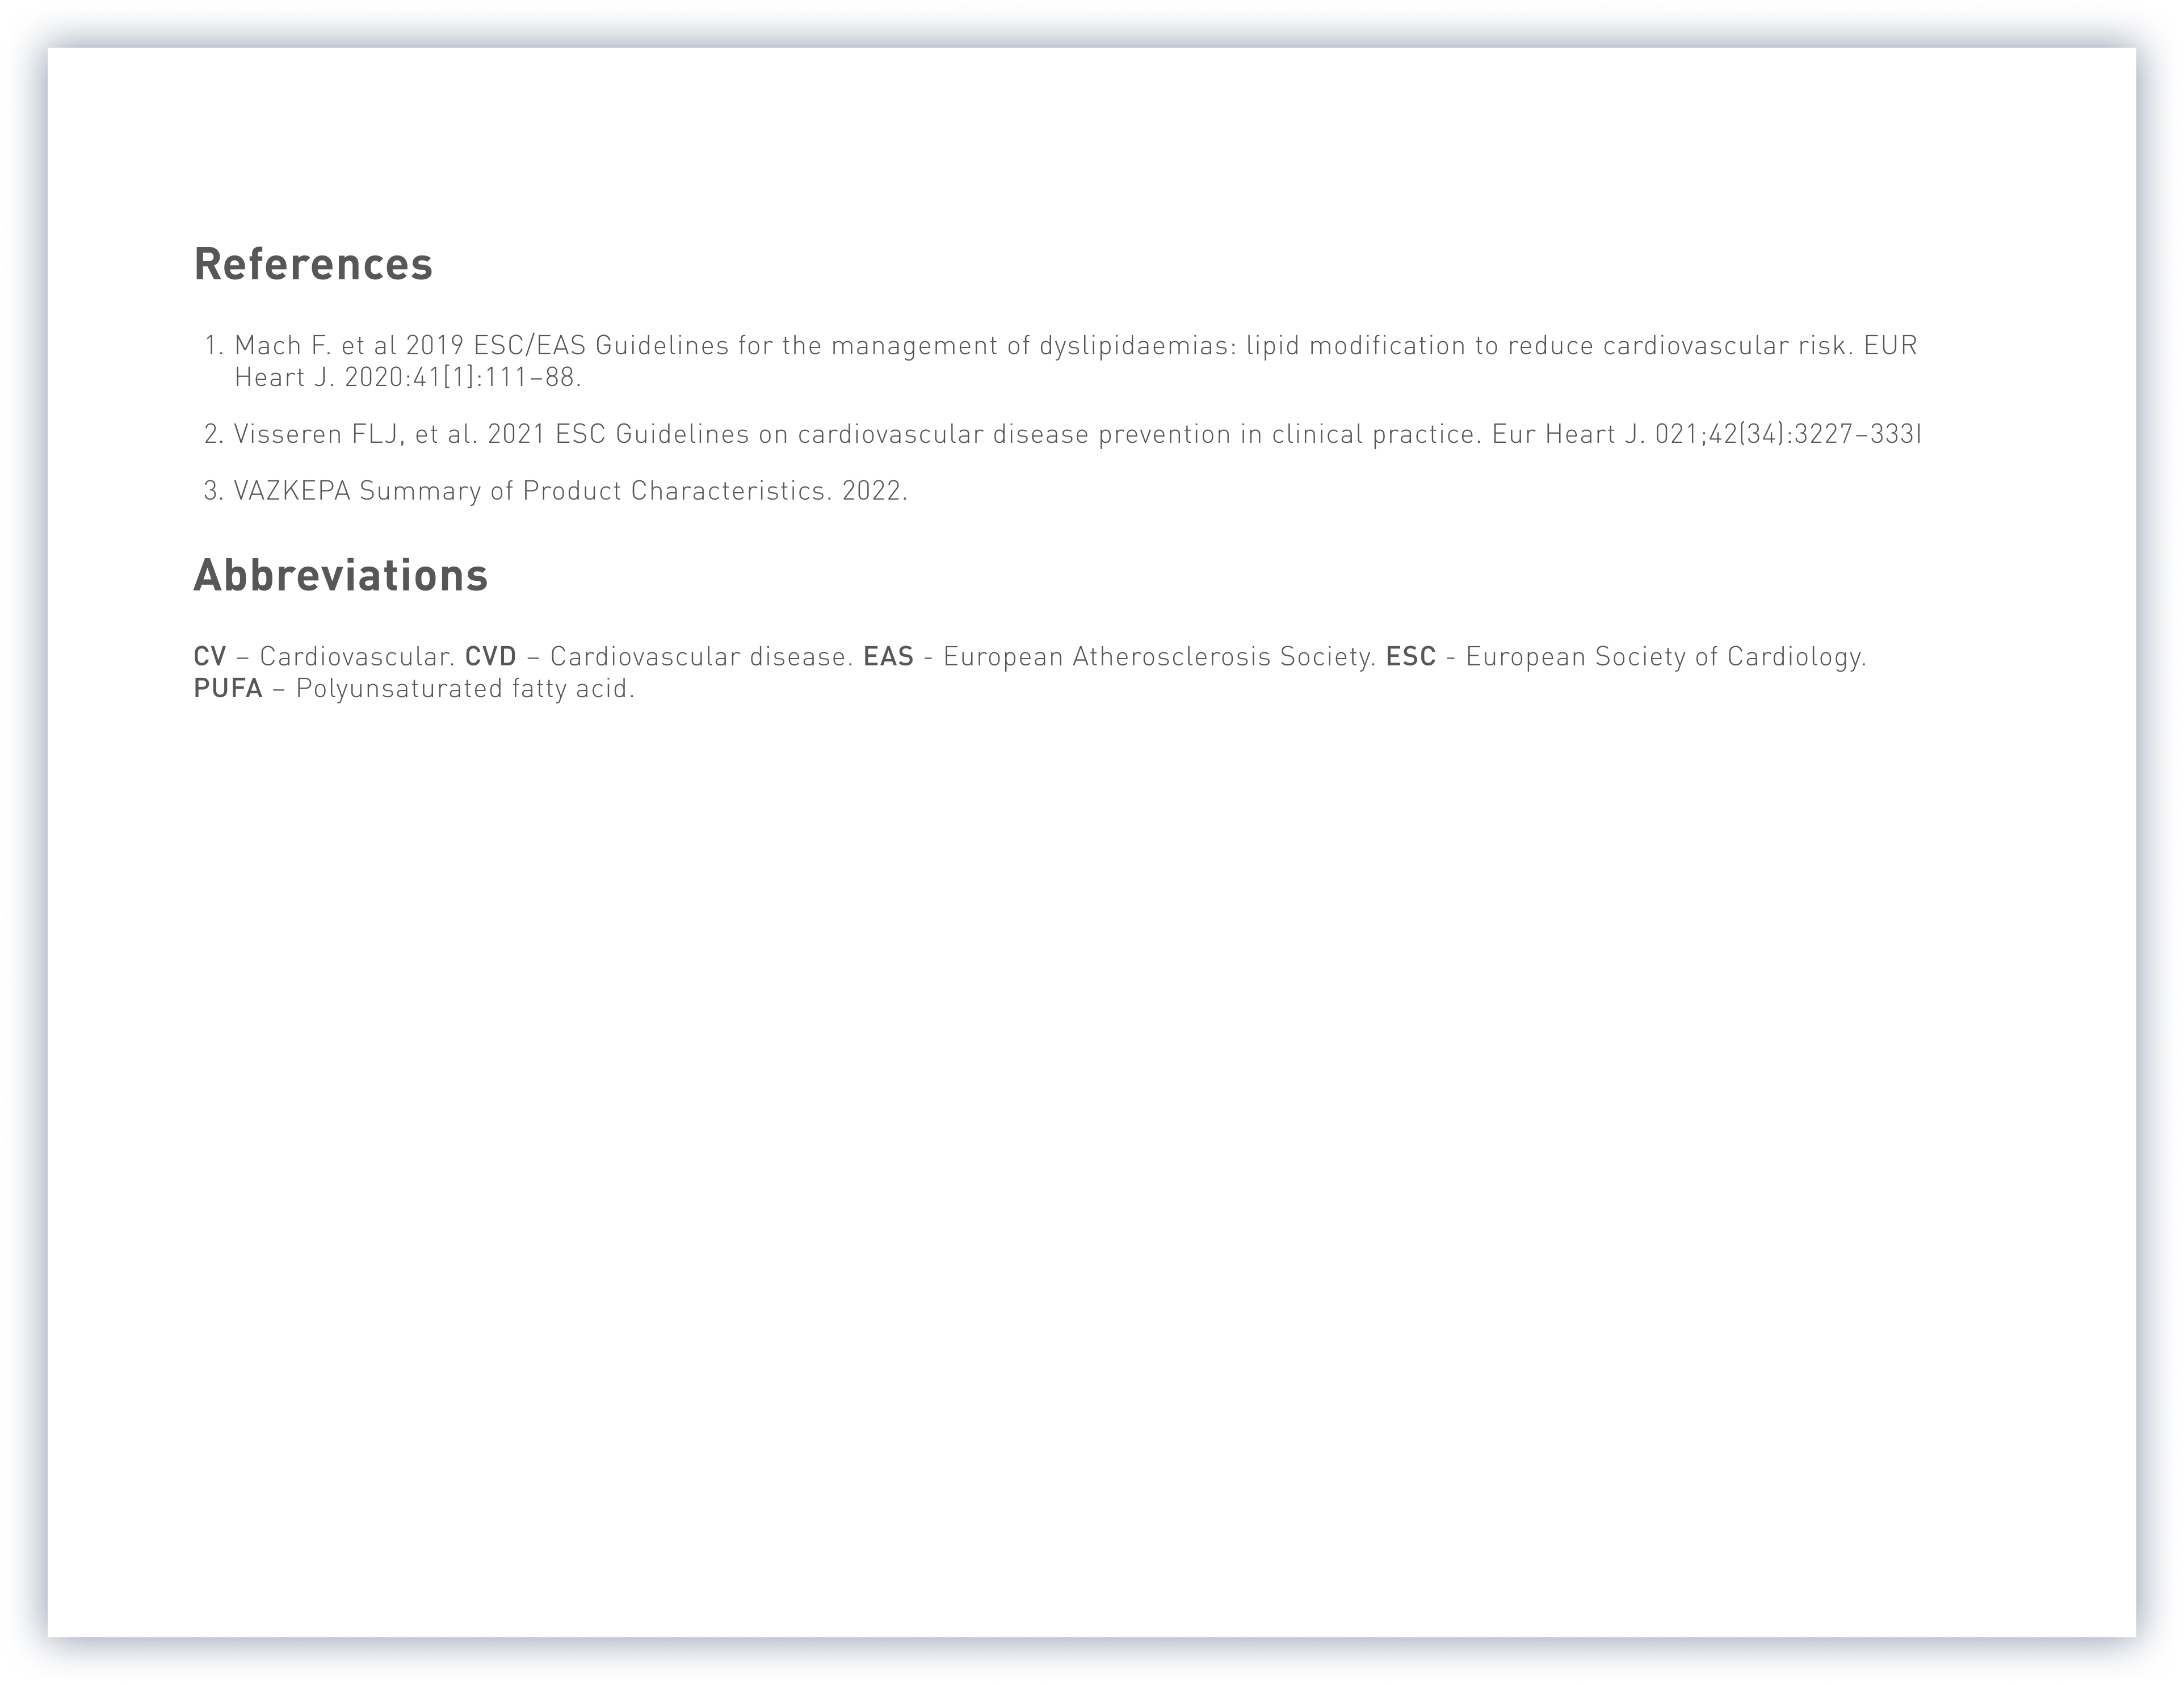 References
1. Mach F. et al 2019 ESC/EAS Guidelines for the management of dyslipidaemias: lipid modification to reduce cardiovascular risk. EUR
Heart J. 2020:41[1]:111–88.
2. Visseren FLJ, et al. 2021 ESC Guidelines on cardiovascular disease prevention in clinical practice. Eur Heart J. 021;42(34):3227–333I
3. VAZKEPA Summary of Product Characteristics. 2022.
Abbreviations
CV – Cardiovascular. CVD – Cardiovascular disease. EAS - European Atherosclerosis Society. ESC - European Society of Cardiology.
PUFA – Polyunsaturated fatty acid.